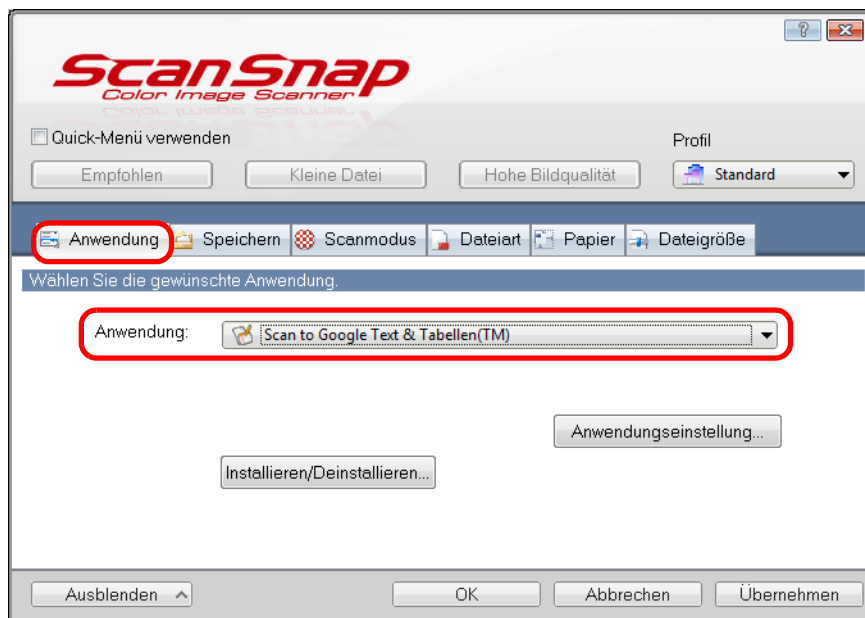 ScanSnap
Color Image Scanner
Quick-Menü verwenden
Profil
Empfohlen Kleine Datei Hohe Bildqualität Standard
Anwendung Speichern Scanmodus Dateiart Papier Dateigröße
Wählen Sie die gewünschte Anwendung.
Anwendung: Scan to Google Text & Tabellen(TM)
Anwendungseinstellung...
Installieren/Deinstallieren...
Ausblenden OK Abbrechen Übernehmen